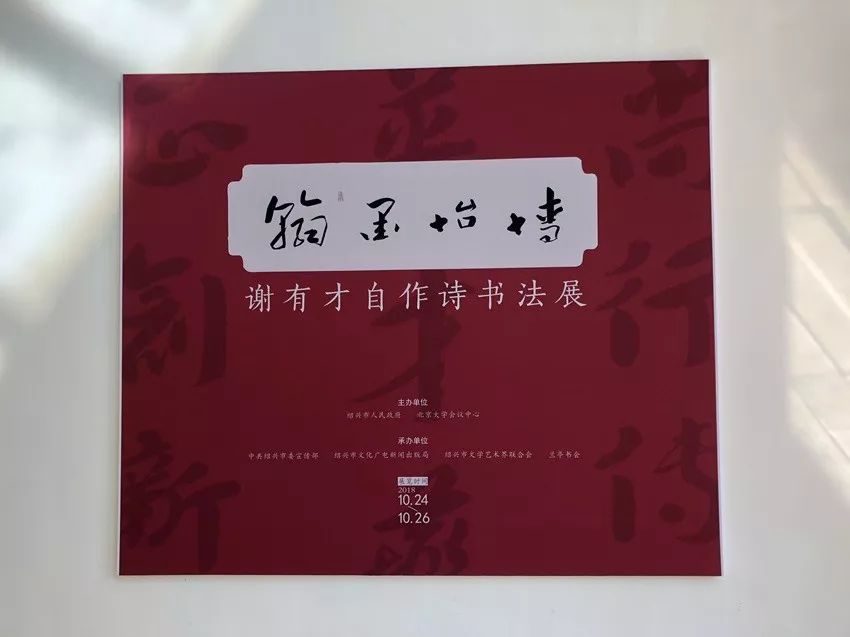 翰墨怡情
谢有才自作诗书法展
主办单位
绍兴市人民政府 北京大学会议中心
承办单位
中共绍兴市委宣传部 绍兴市文化广电新闻出版局 绍兴市文学艺术界联合会 兰亭书会
展览时间
2018
10.24
10.26